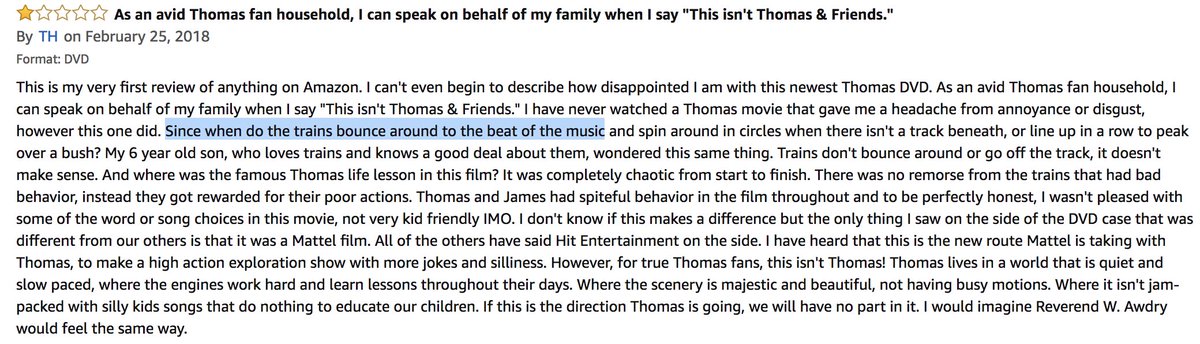 As an avid Thomas fan household, I can speak on behalf of my family when I say "This isn't Thomas & Friends."
By TH on February 25, 2018
Format: DVD
This is my very first review of anything on Amazon. I can't even begin to describe how disappointed I am with this newest Thomas DVD. As an avid Thomas fan household, I
can speak on behalf of my family when I say "This isn't Thomas & Friends." I have never watched a Thomas movie that gave me a headache from annoyance or disgust,
however this one did. Since when do the trains bounce around to the beat of the music and spin around in circles when there isn't a track beneath, or line up in a row to peak
over a bush? My 6 year old son, who loves trains and knows a good deal about them, wondered this same thing. Trains don't bounce around or go off the track, it doesn't
make sense. And where was the famous Thomas life lesson in this film? It was completely chaotic from start to finish. There was no remorse from the trains that had bad
behavior, instead they got rewarded for their poor actions. Thomas and James had spiteful behavior in the film throughout and to be perfectly honest, I wasn't pleased with
some of the word or song choices in this movie, not very kid friendly IMO. I don't know if this makes a difference but the only thing I saw on the side of the DVD case that was
different from our others is that it was a Mattel film. All of the others have said Hit Entertainment on the side. I have heard that this is the new route Mattel is taking with
Thomas, to make a high action exploration show with more jokes and silliness. However, for true Thomas fans, this isn't Thomas! Thomas lives in a world that is quiet and
slow paced, where the engines work hard and learn lessons throughout their days. Where the scenery is majestic and beautiful, not having busy motions. Where it isn't jam-
packed with silly kids songs that do nothing to educate our children. If this is the direction Thomas is going, we will have no part in it. I would imagine Reverend W. Awdry
would feel the same way.